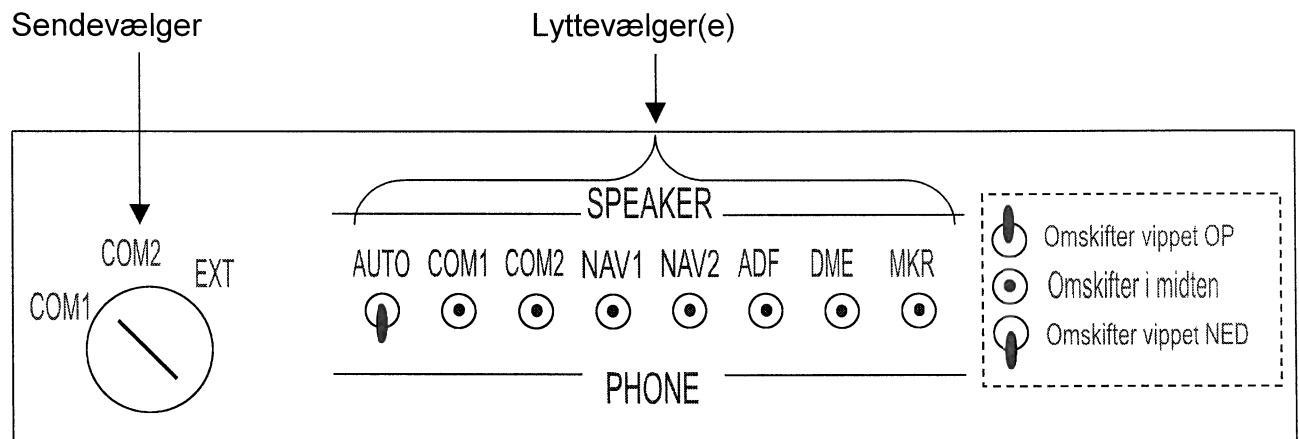 Sendevælger
Lyttevælger(e)
SPEAKER
COM1
COM2
EXT
AUTO COM1 COM2 NAV1 NAV2 ADF DME MKR
PHONE
Omskifter vippet OP
Omskifter i midten
Omskifter vippet NED